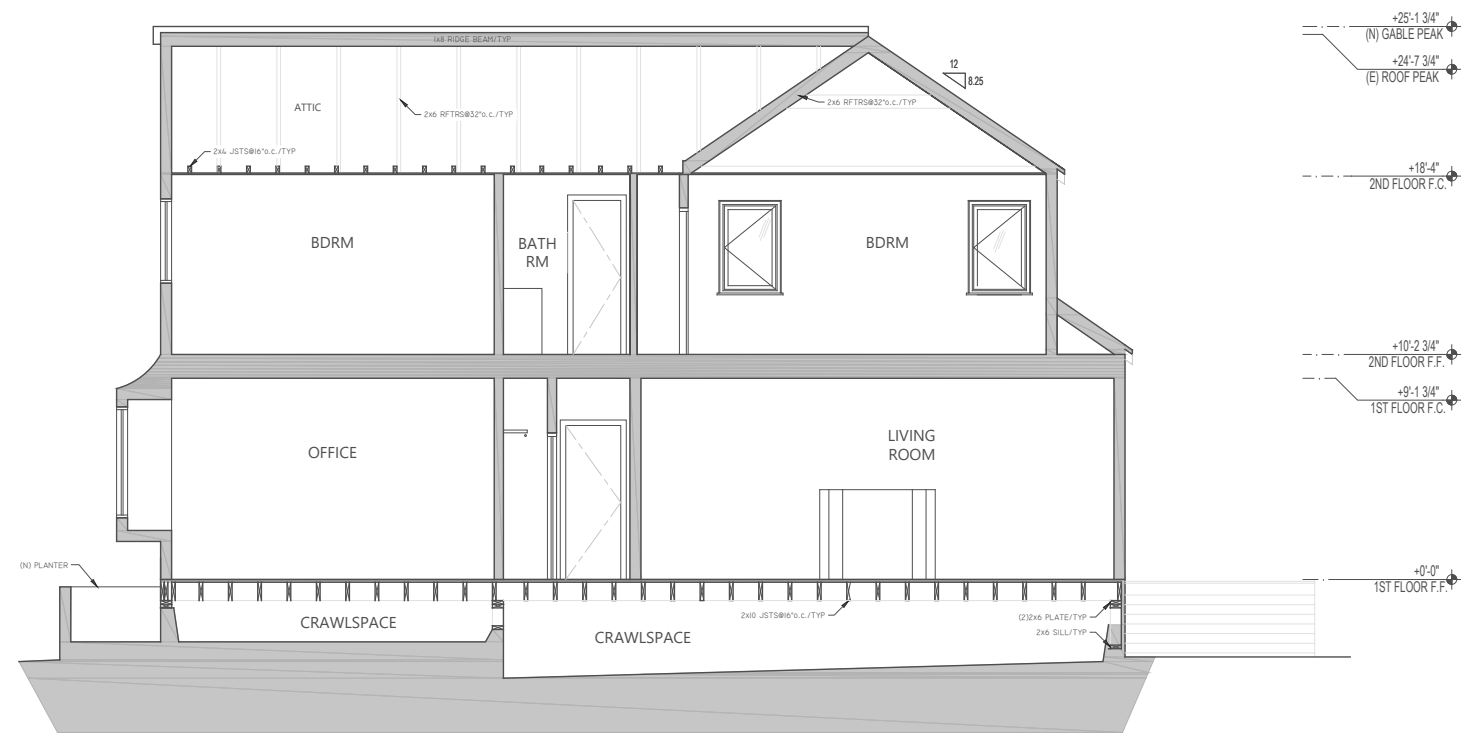 +25'-1 3/4"
(N) GABLE PEAK
1x8 RIDGE BEAM/TYP
+24'-7 3/4"
(E) ROOF PEAK
12
8.25
ATTIC
2x6 RFTRS@32"o.c./TYP
2x6 RFTRS@32"o.c./TYP
2x4 JSTS@16"o.c./TYP
+18'-4"
2ND FLOOR F.C.
BDRM
BATH
RM
BDRM
+10'-2 3/4"
2ND FLOOR F.F.
+9'-1 3/4"
1ST FLOOR F.C.
OFFICE
LIVING
ROOM
(N) PLANTER
+0'-0"
1ST FLOOR F.F.
2x10 JSTS@16"o.c./TYP
(2)2x6 PLATE/TYP
CRAWLSPACE
2x6 SILL/TYP
CRAWLSPACE